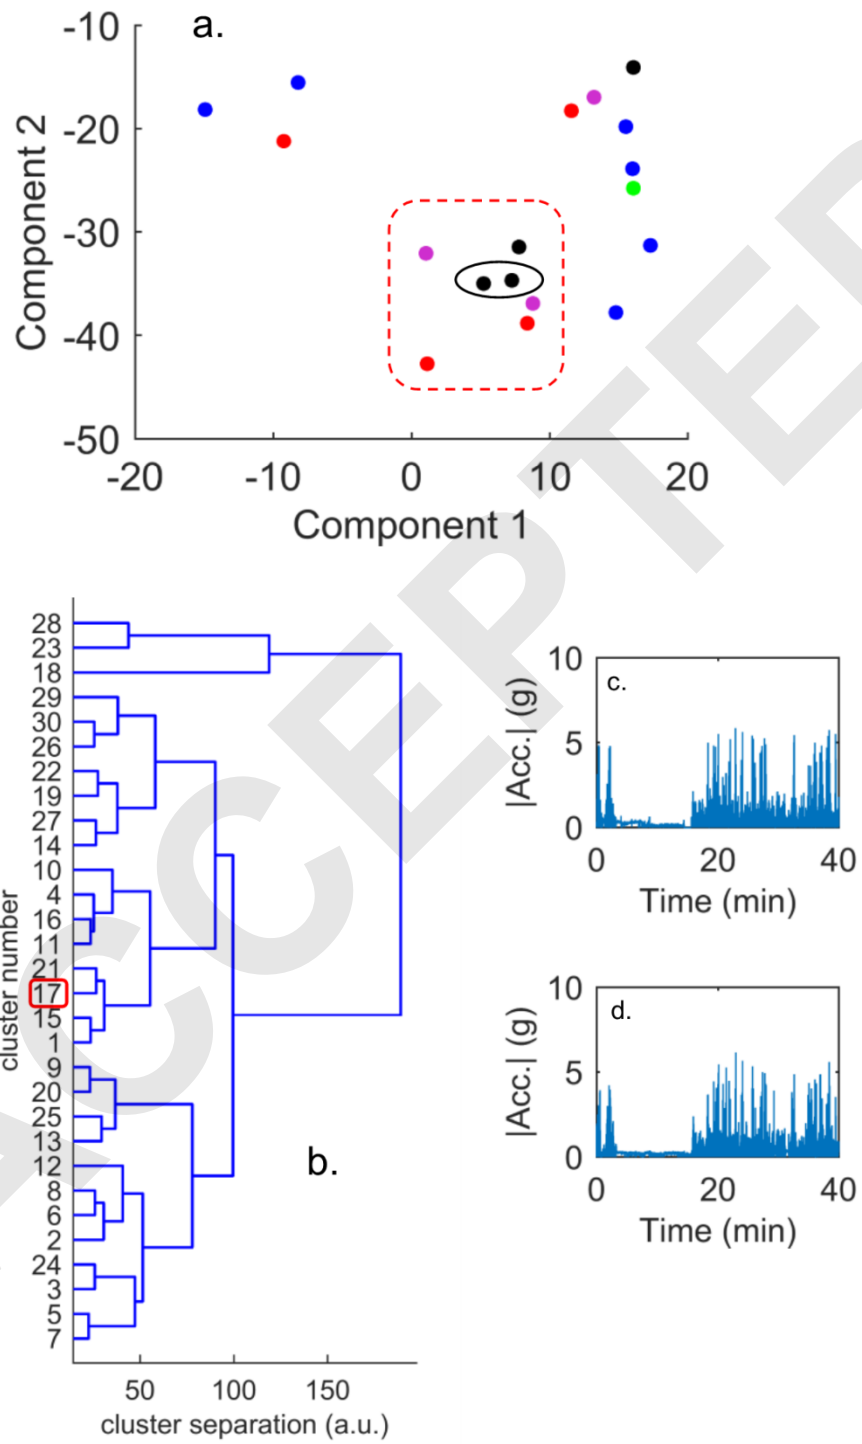 a.
-10
-20
-30
-40
-50
Component 2
-20 -10 0 10 20
Component 1
28
23
18
29
30
26
22
19
27
14
10
4
16
11
21
17
15
1
9
20
25
13
12
8
6
2
24
3
5
7
cluster number
b.
50 100 150
cluster separation (a.u.)
c.
10
5
0
|Acc.| (g)
0 20 40
Time (min)
d.
10
5
0
|Acc.| (g)
0 20 40
Time (min)
ACCEPTED